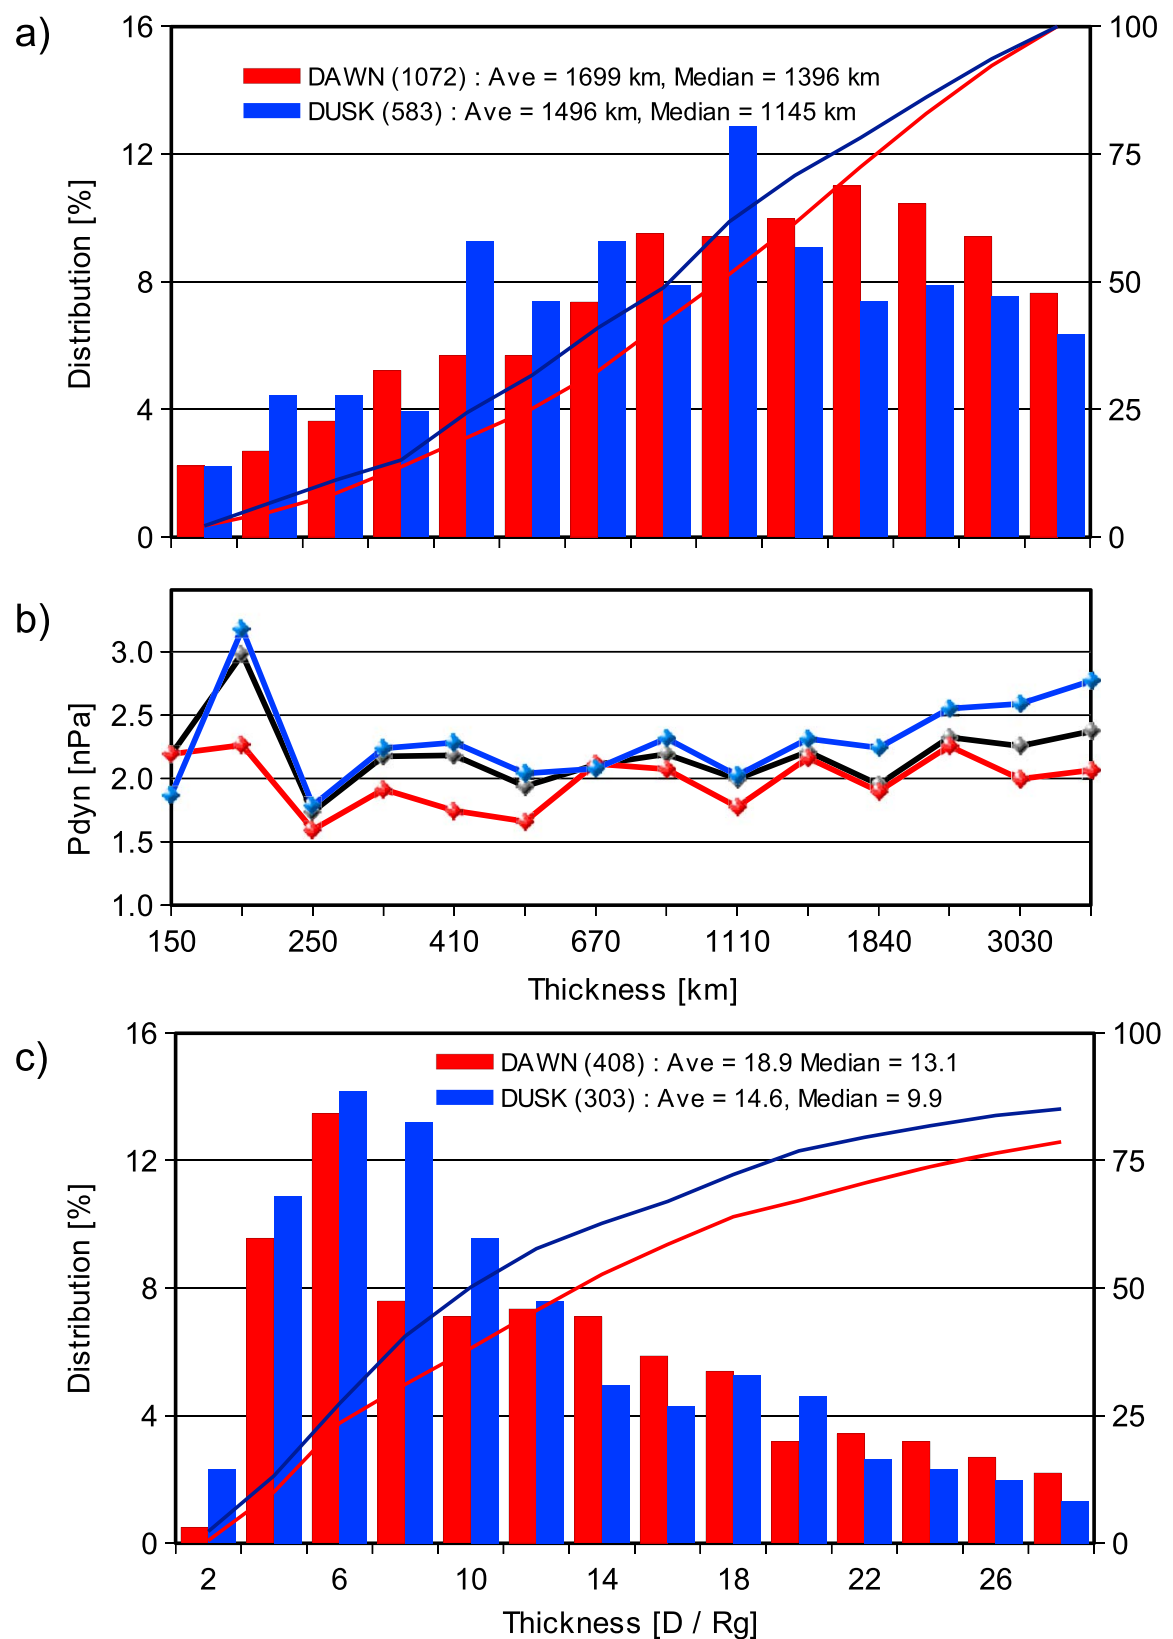 a)
16
12
8
4
0
Distribution [%]
100
75
50
25
0
DAWN (1072) : Ave = 1699 km, Median = 1396 km
DUSK (583) : Ave = 1496 km, Median = 1145 km
b)
3.0
2.5
2.0
1.5
1.0
Pdyn [nPa]
150 250 410 670 1110 1840 3030
Thickness [km]
c)
16
12
8
4
0
Distribution [%]
100
75
50
25
0
DAWN (408) : Ave = 18.9 Median = 13.1
DUSK (303) : Ave = 14.6, Median = 9.9
2 6 10 14 18 22 26
Thickness [D / Rg]